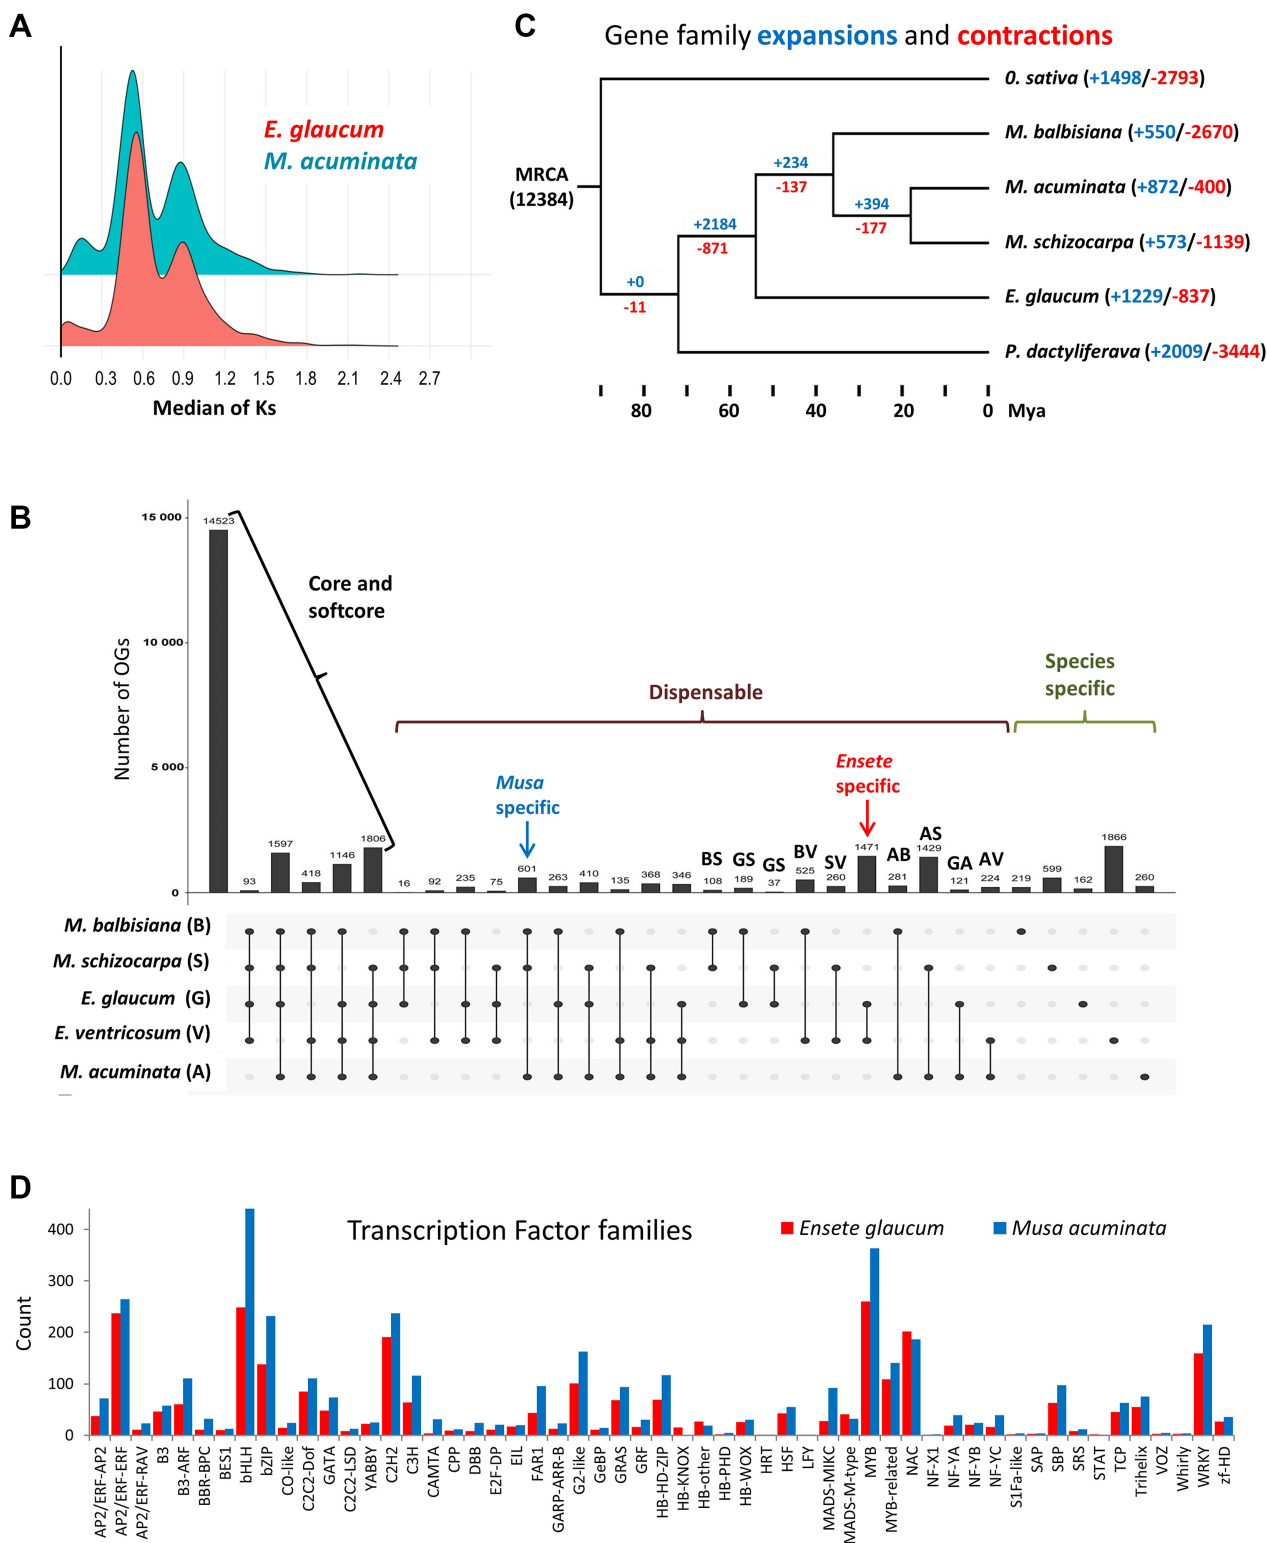 A
E. glaucum
M. acuminata
0.0 0.3 0.6 0.9 1.2 1.5 1.8 2.1 2.4 2.7
Median of Ks
C
Gene family expansions and contractions
MRCA
(12384)
+0
-11
+2184
-871
+234
-137
+394
-177
0. sativa (+1498/-2793)
M. balbisiana (+550/-2670)
M. acuminata (+872/-400)
M. schizocarpa (+573/-1139)
E. glaucum (+1229/-837)
P. dactyliferava (+2009/-3444)
80 60 40 20 0 Mya
B
Number of OGs
15 000
10 000
5 000
0
Core and
softcore
Dispensable
Species
specific
Musa
specific
Ensete
specific
BS GS GS BV SV AB AS GA AV
14523 93 1597 418 1146 1806 16 92 235 75 601 263 410 135 368 346 108 189 37 525 260 1471 281 1429 121 224 219 599 162 1866 260
M. balbisiana (B)
M. schizocarpa (S)
E. glaucum (G)
E. ventricosum (V)
M. acuminata (A)
D
Transcription Factor families
Ensete glaucum
Musa acuminata
Count
400
300
200
100
0
AP2/ERF-AP2
AP2/ERF-ERF
AP2/ERF-RAV
B3
B3-ARF
BBR-BPC
BES1
bHLH
bZIP
CO-like
C2C2-Dof
GATA
C2C2-LSD
YABBY
C2H2
C3H
CAMTA
CPP
DBB
E2F-DP
EIL
FAR1
GARP-ARR-B
G2-like
GeBP
GRAS
GRF
HB-HD-ZIP
HB-KNOX
HB-other
HB-PHD
HB-WOX
HRT
HSF
LFY
MADS-MIKC
MADS-M-type
MYB
MYB-related
NAC
NF-X1
NF-YA
NF-YB
NF-YC
S1Fa-like
SAP
SBP
SRS
STAT
TCP
Trihelix
VOZ
Whirly
WRKY
zf-HD